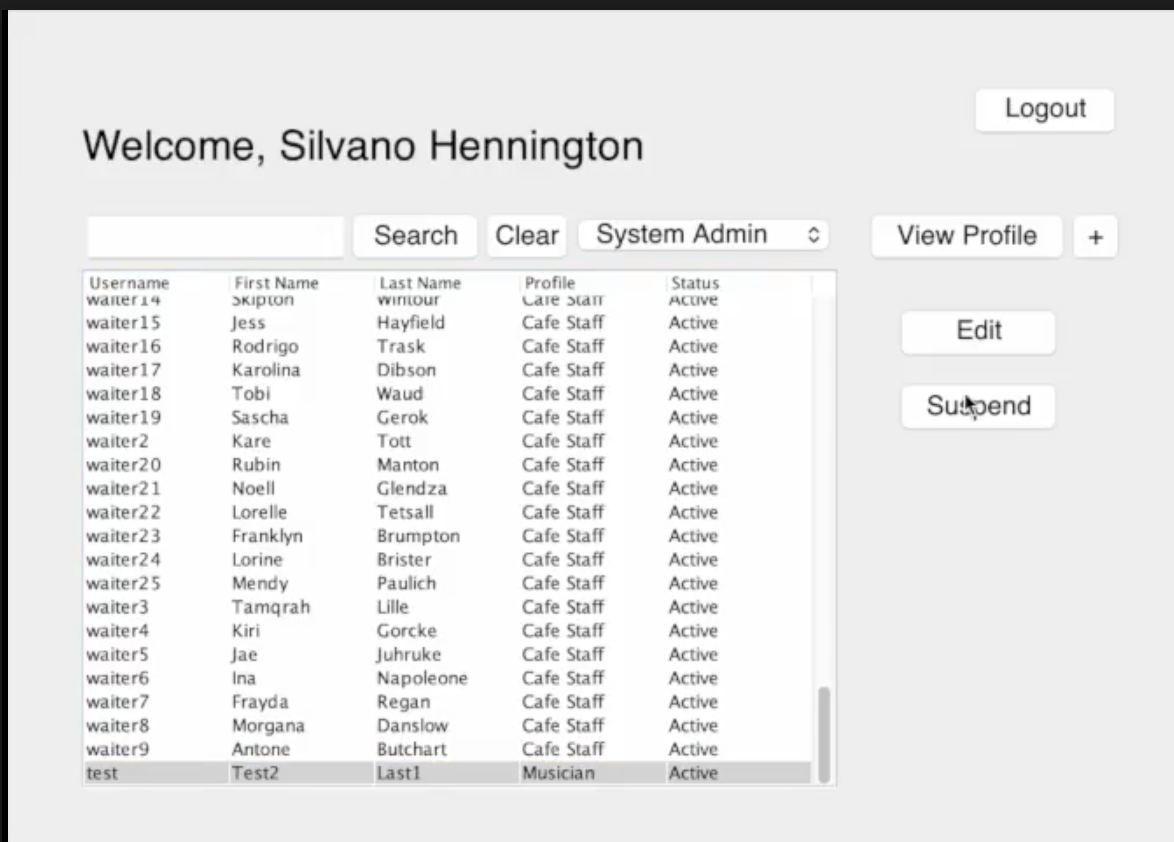 Logout
Welcome, Silvano Hennington
Search Clear System Admin View Profile +
Username First Name Last Name Profile Status
waiter14 Skipton Wintour Cafe Staff Active
waiter15 Jess Hayfield Cafe Staff Active
waiter16 Rodrigo Trask Cafe Staff Active
Edit
waiter17 Karolina Dibson Cafe Staff Active
waiter18 Tobi Waud Cafe Staff Active
Suspend
waiter19 Sascha Gerok Cafe Staff Active
waiter2 Kare Tott Cafe Staff Active
waiter20 Rubin Manton Cafe Staff Active
waiter21 Noell Glendza Cafe Staff Active
waiter22 Lorelle Tetsall Cafe Staff Active
waiter23 Franklyn Brumpton Cafe Staff Active
waiter24 Lorine Brister Cafe Staff Active
waiter25 Mendy Paulich Cafe Staff Active
waiter3 Tamqrah Lille Cafe Staff Active
waiter4 Kiri Gorcke Cafe Staff Active
waiter5 Jae Juhruke Cafe Staff Active
waiter6 Ina Napoleone Cafe Staff Active
waiter7 Frayda Regan Cafe Staff Active
waiter8 Morgana Danslow Cafe Staff Active
waiter9 Antone Butchart Cafe Staff Active
test Test2 Last1 Musician Active